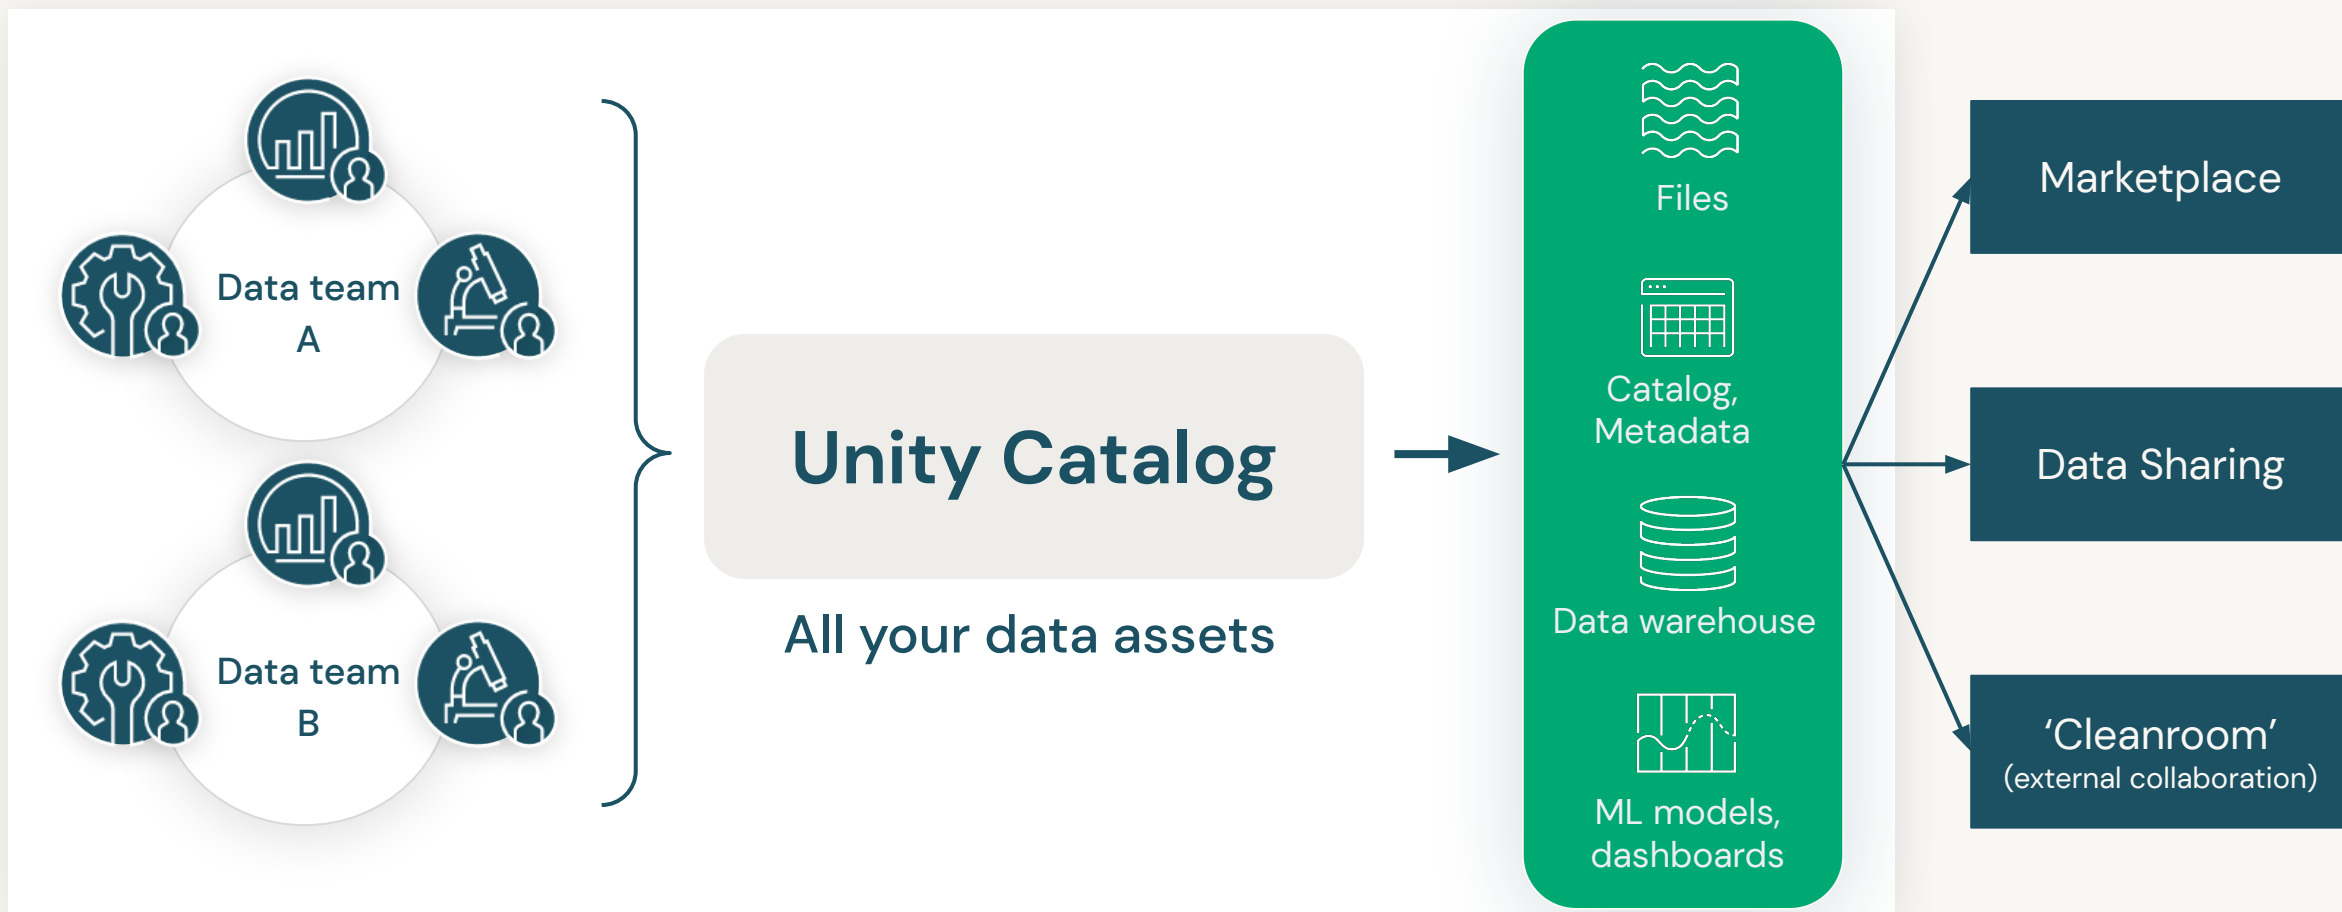 Data team
A
Data team
B
Unity Catalog
All your data assets
Files
Catalog,
Metadata
Data warehouse
ML models,
dashboards
Marketplace
Data Sharing
‘Cleanroom’
(external collaboration)